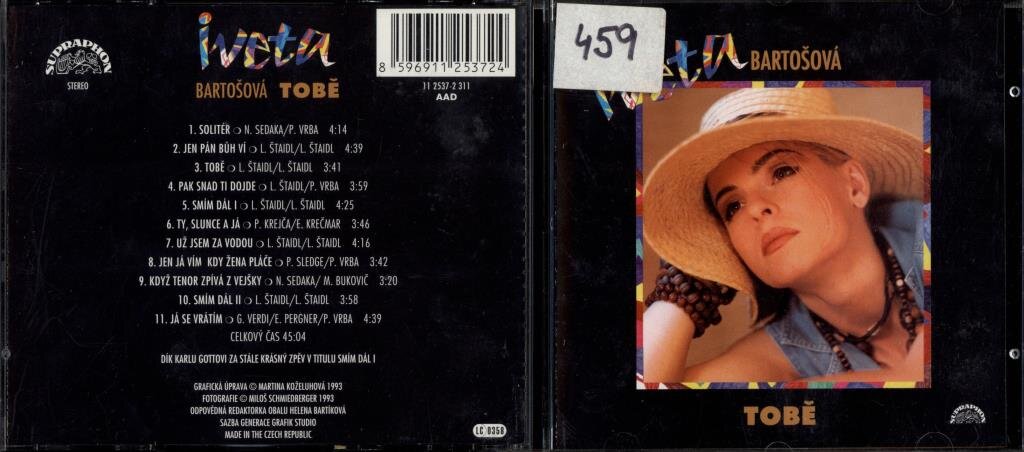 SUPRAPHON
STEREO
iveta
BARTOŠOVÁ TOBĚ
8 596911 253724
11 2537-2 311
AAD
1. SOLITÉR ❍ N. SEDAKA/P. VRBA 4:14
2. JEN PÁN BŮH VÍ ❍ L. ŠTAIDL/L. ŠTAIDL 4:39
3. TOBĚ ❍ L. ŠTAIDL/L. ŠTAIDL 3:41
4. PAK SNAD TI DOJDE ❍ L. ŠTAIDL/P. VRBA 3:59
5. SMÍM DÁL I ❍ L. ŠTAIDL/L. ŠTAIDL 4:25
6. TY, SLUNCE A JÁ ❍ P. KREJČA/E. KREČMAR 3:46
7. UŽ JSEM ZA VODOU ❍ L. ŠTAIDL/L. ŠTAIDL 4:16
8. JEN JÁ VÍM KDY ŽENA PLÁČE ❍ P. SLEDGE/P. VRBA 3:42
9. KDYŽ TENOR ZPÍVÁ Z VEJŠKY ❍ N. SEDAKA/ M. BUKOVIČ 3:20
10. SMÍM DÁL II ❍ L. ŠTAIDL/L. ŠTAIDL 3:58
11. JÁ SE VRÁTÍM ❍ G. VERDI/E. PERGNER/P. VRBA 4:39
CELKOVÝ ČAS 45:04
DÍK KARLU GOTTOVI ZA STÁLE KRÁSNÝ ZPĚV V TITULU SMÍM DÁL I
GRAFICKÁ ÚPRAVA © MARTINA KOŽELUHOVÁ 1993
FOTOGRAFIE © MILOŠ SCHMIEDBERGER 1993
ODPOVĚDNÁ REDAKTORKA OBALU HELENA BARTÍKOVÁ
SAZBA GENERACE GRAFIK STUDIO
MADE IN THE CZECH REPUBLIC
LC 0358
459
iveta BARTOŠOVÁ
TOBĚ
SUPRAPHON